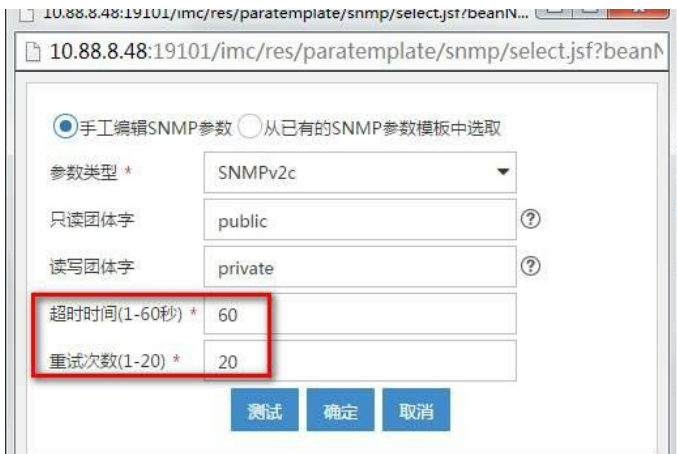 10.88.8.48:19101/imc/res/paratemplate/snmp/select.jsf?beanN...
10.88.8.48:19101/imc/res/paratemplate/snmp/select.jsf?beanN
手工编辑SNMP参数 从已有的SNMP参数模板中选取
参数类型 * SNMPv2c
只读团体字 public ?
读写团体字 private ?
超时时间(1-60秒) * 60
重试次数(1-20) * 20
测试 确定 取消